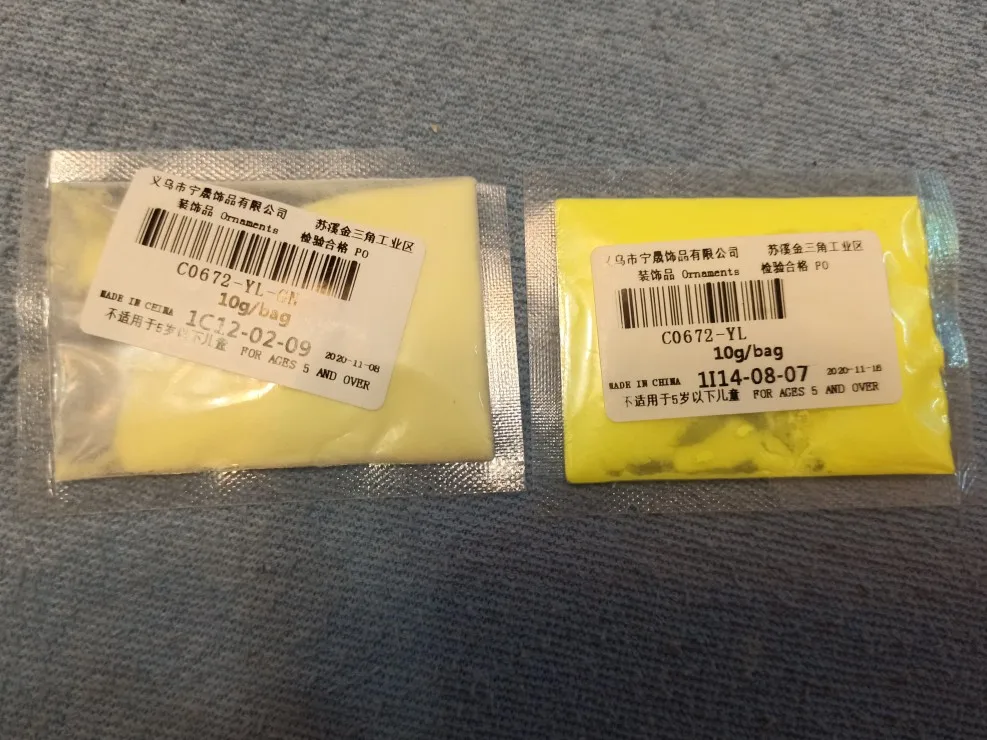 义乌市宁晟饰品有限公司 苏溪金三角工业区
装饰品 Ornaments 检验合格 PO
C0672-YL-GN
10g/bag
MADE IN CHINA 1C12-02-09 2020-11-08
不适用于5岁以下儿童 FOR AGES 5 AND OVER
义乌市宁晟饰品有限公司 苏溪金三角工业区
装饰品 Ornaments 检验合格 PO
C0672-YL
10g/bag
MADE IN CHINA 1I14-08-07
不适用于5岁以下儿童 FOR AGES 5 AND OVER